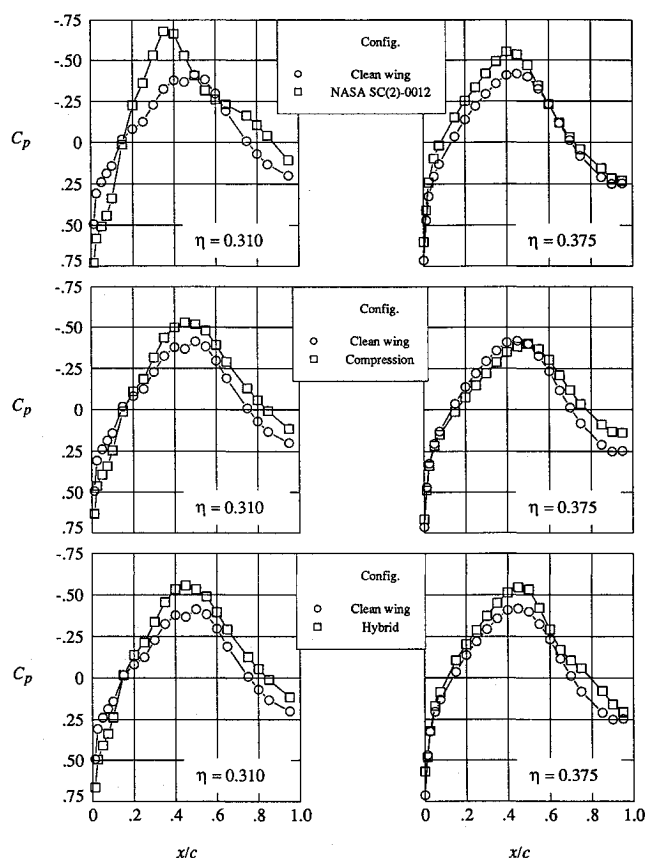 -.75
-.50
-.25
C_p 0
.25
.50
.75
Config.
Clean wing
NASA SC(2)-0012
η = 0.310
η = 0.375
-.75
-.50
-.25
C_p 0
.25
.50
.75
Config.
Clean wing
Compression
η = 0.310
η = 0.375
-.75
-.50
-.25
C_p 0
.25
.50
.75
Config.
Clean wing
Hybrid
η = 0.310
η = 0.375
0 .2 .4 .6 .8 1.0
0 .2 .4 .6 .8 1.0
x/c
x/c